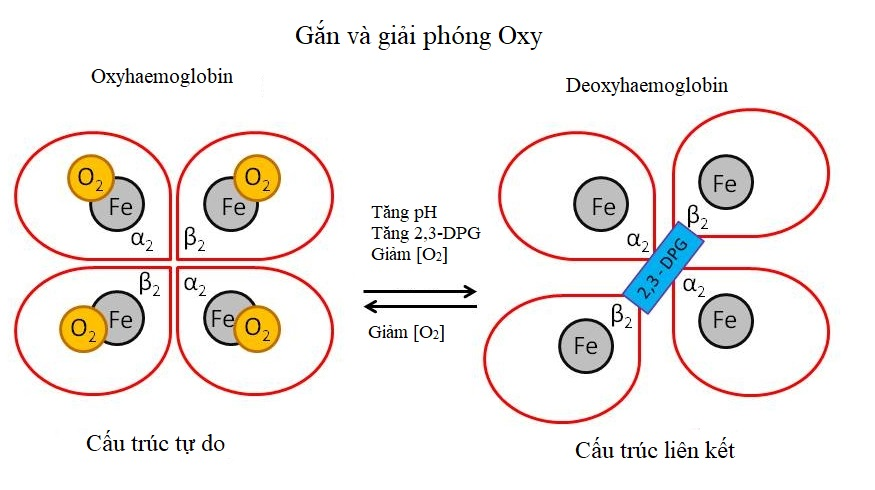 Gắn và giải phóng Oxy
Oxyhaemoglobin
Deoxyhaemoglobin
O2
Fe
α2
O2
Fe
β2
β2
O2
Fe
α2
Fe
O2
Tăng pH
Tăng 2,3-DPG
Giảm [O2]
Giảm [O2]
Fe
α2
Fe
β2
2,3 - DPG
β2
Fe
α2
Fe
Cấu trúc tự do
Cấu trúc liên kết